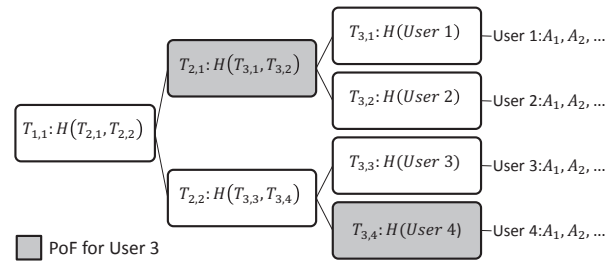 T₃,₁: H(User 1)
User 1:A₁, A₂, ...
T₂,₁: H(T₃,₁, T₃,₂)
T₃,₂: H(User 2)
User 2:A₁, A₂, ...
T₁,₁: H(T₂,₁, T₂,₂)
T₃,₃: H(User 3)
User 3:A₁, A₂, ...
T₂,₂: H(T₃,₃, T₃,₄)
T₃,₄: H(User 4)
User 4:A₁, A₂, ...
PoF for User 3